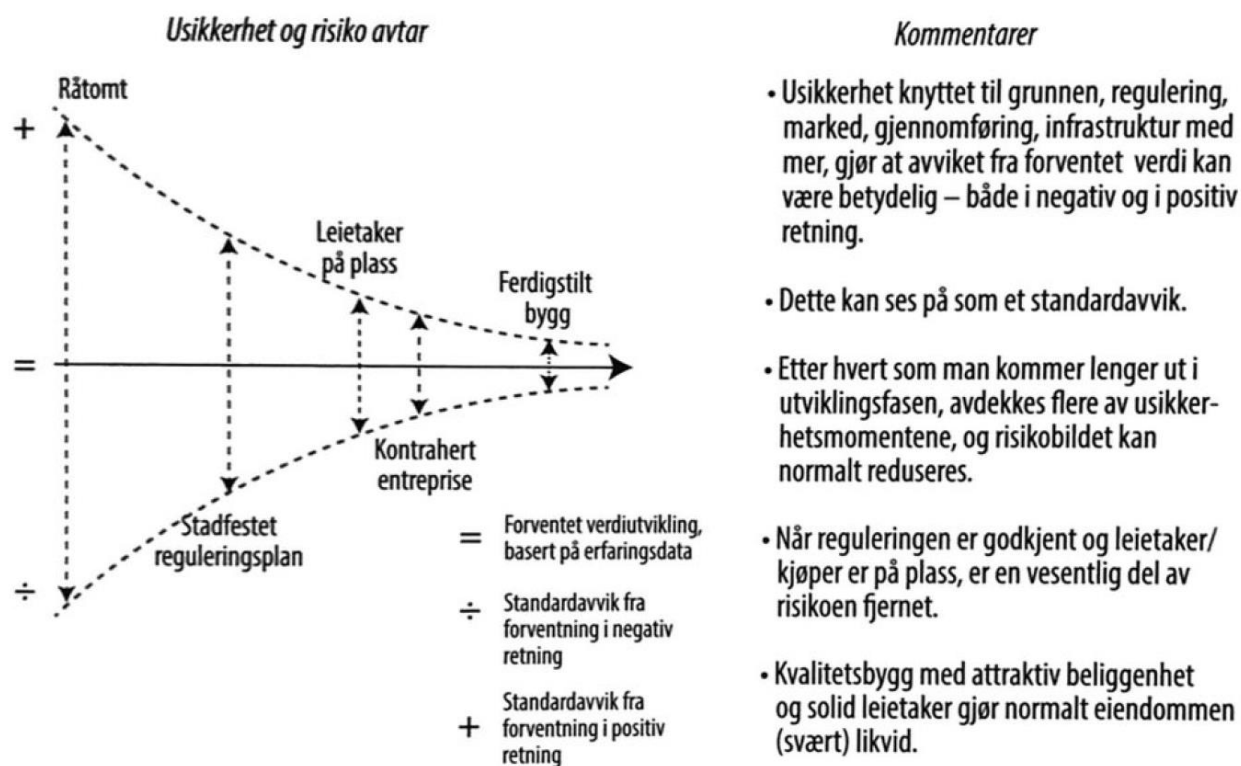 Usikkerhet og risiko avtar
Råtomt
+
Leietaker
på plass
Ferdigstilt
bygg
=
Kontrahert
entreprise
Stadfestet
reguleringsplan
÷
= Forventet verdiutvikling,
basert på erfaringsdata
÷ Standardavvik fra
forventning i negativ
retning
+ Standardavvik fra
forventning i positiv
retning
Kommentarer
• Usikkerhet knyttet til grunnen, regulering,
marked, gjennomføring, infrastruktur med
mer, gjør at avviket fra forventet verdi kan
være betydelig – både i negativ og i positiv
retning.
• Dette kan ses på som et standardavvik.
• Etter hvert som man kommer lenger ut i
utviklingsfasen, avdekkes flere av usikker-
hetsmomentene, og risikobildet kan
normalt reduseres.
• Når reguleringen er godkjent og leietaker/
kjøper er på plass, er en vesentlig del av
risikoen fjernet.
• Kvalitetsbygg med attraktiv beliggenhet
og solid leietaker gjør normalt eiendommen
(svært) likvid.